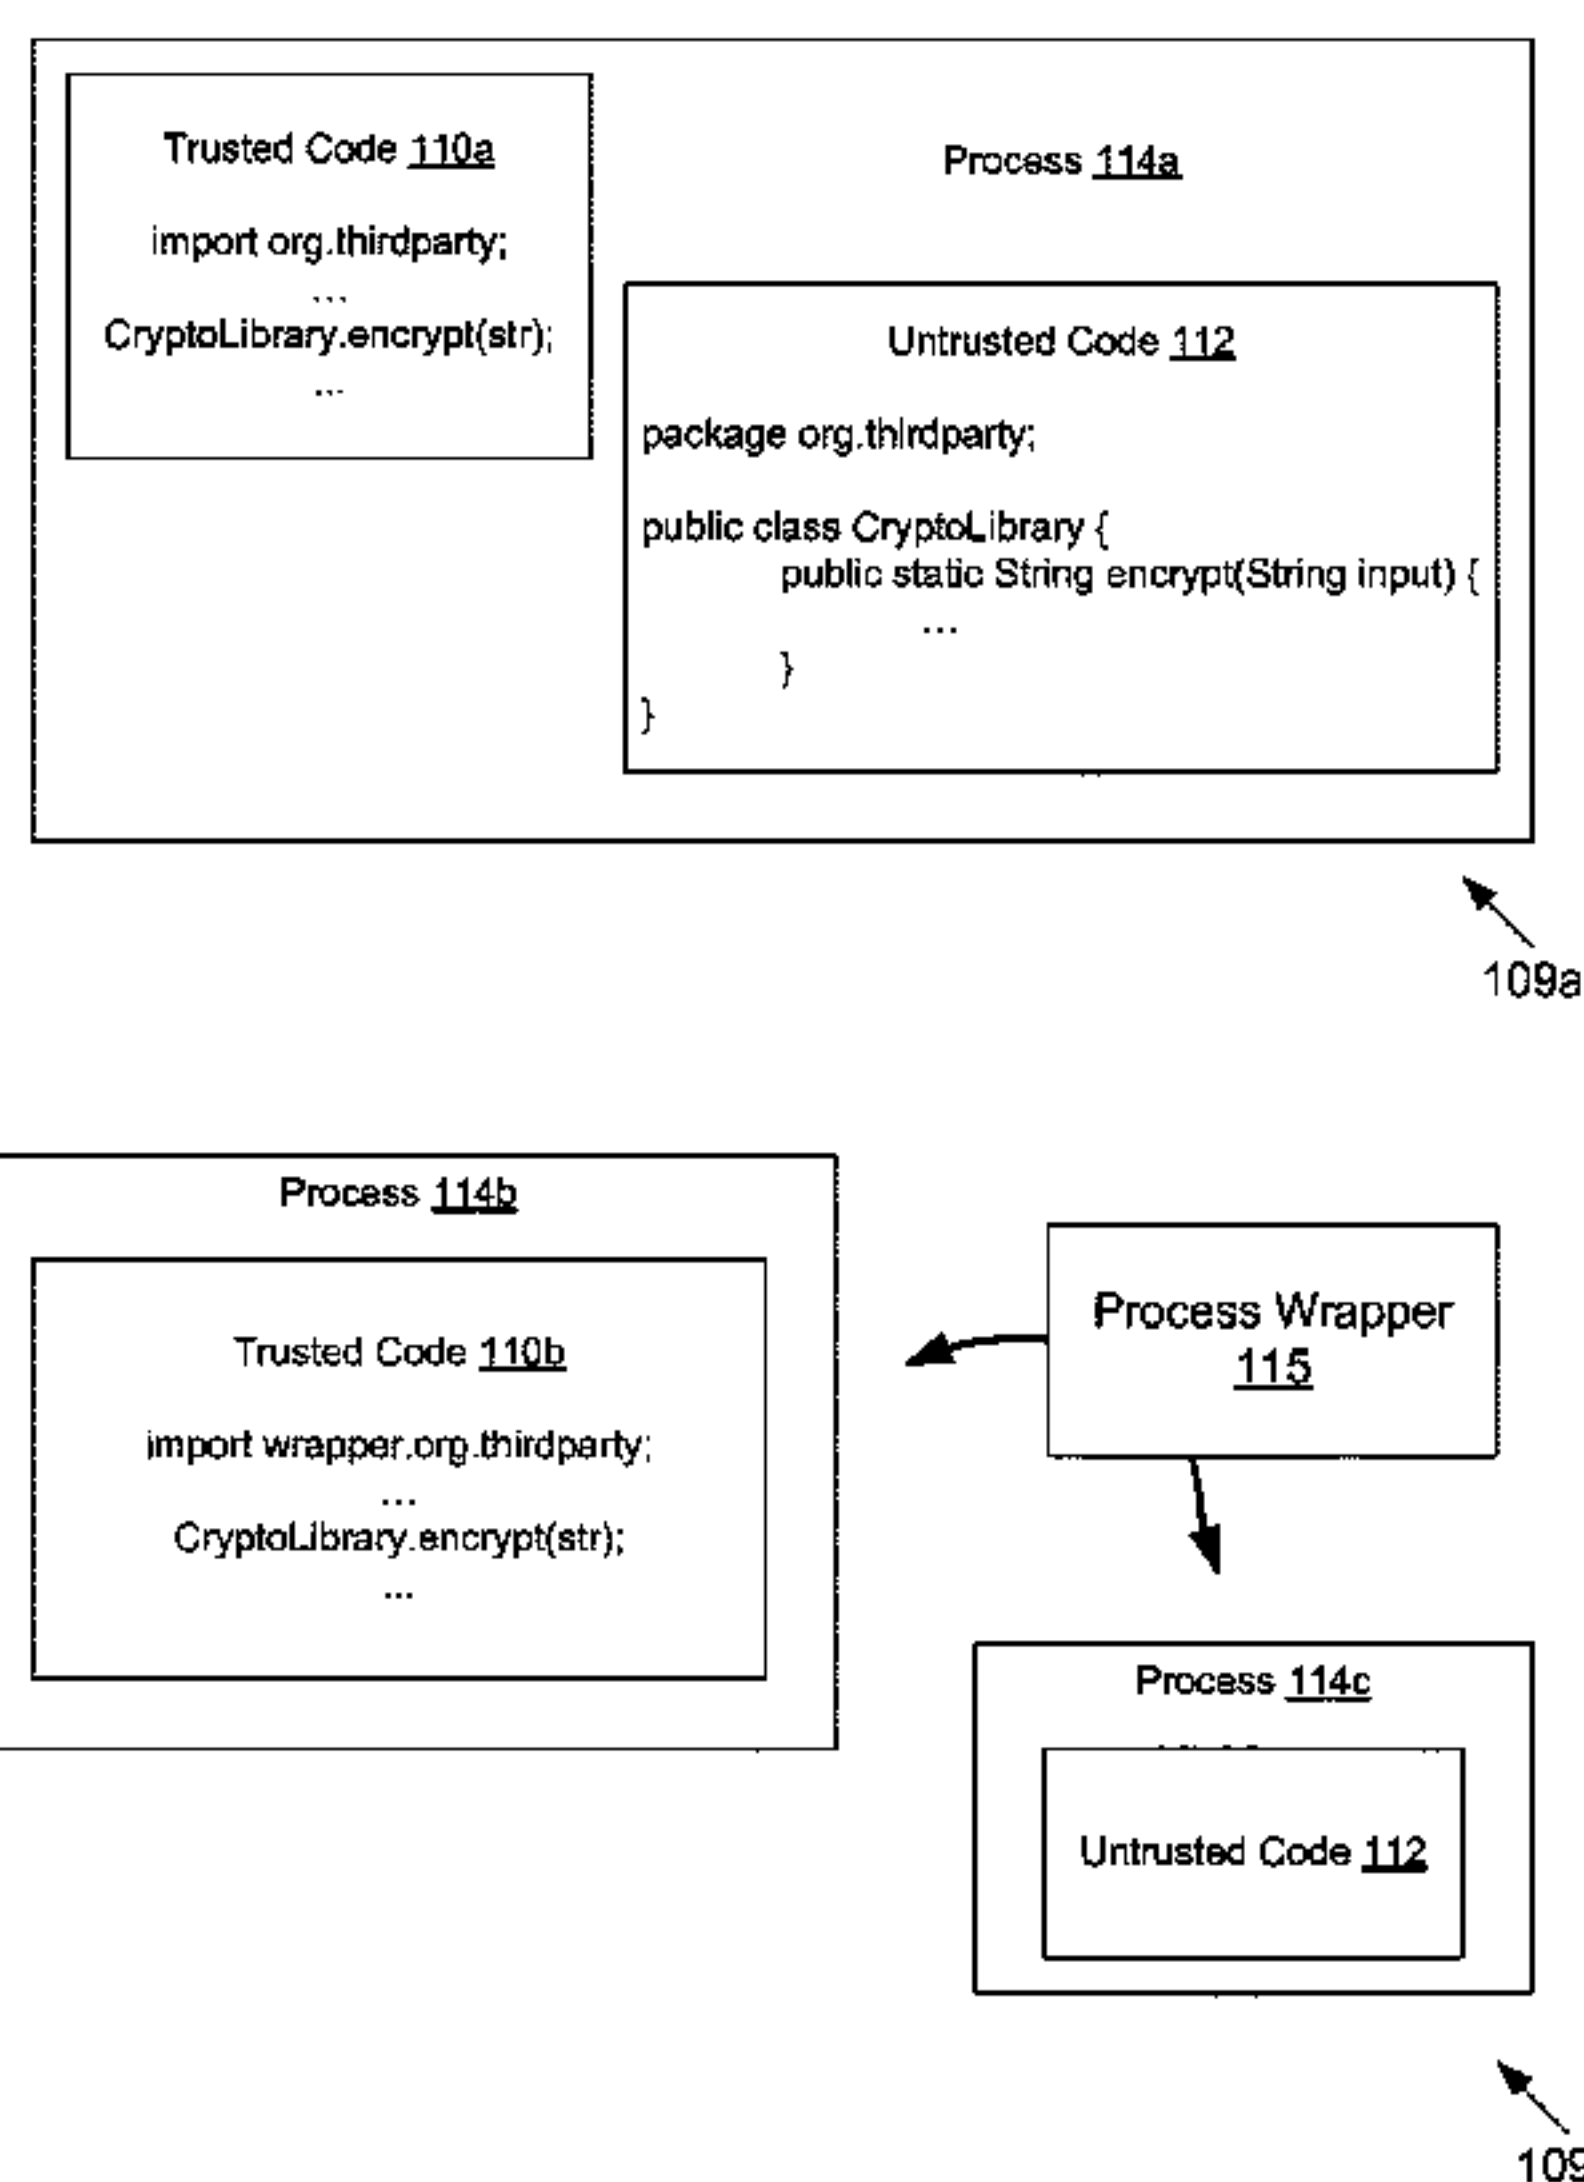 Trusted Code 110a
import org.thirdparty;
...
CryptoLibrary.encrypt(str);
...
Process 114a
Untrusted Code 112
package org.thirdparty;
public class CryptoLibrary {
public static String encrypt(String input) {
...
}
}
109a
Process 114b
Trusted Code 110b
import wrapper.org.thirdparty;
...
CryptoLibrary.encrypt(str);
...
Process Wrapper
115
Process 114c
Untrusted Code 112
109